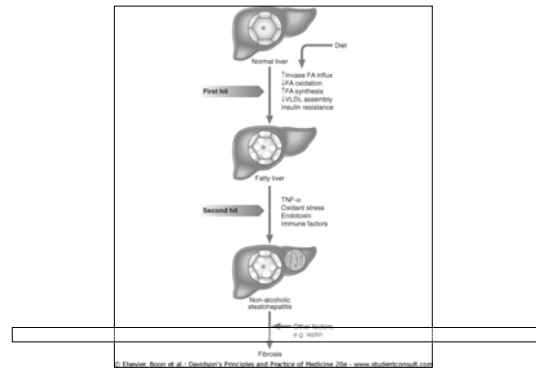 Normal liver
Diet
First hit
↑Invase FA influx
↓FA oxidation
↑FA synthesis
↓VLDL assembly
Insulin resistance
Fatty liver
Second hit
TNF-α
Oxidant stress
Endotoxin
Immune factors
Non-alcoholic
steatohepatitis
Other factors,
e.g. leptin
Fibrosis
© Elsevier. Boon et al.: Davidson's Principles and Practice of Medicine 20e - www.studentconsult.com